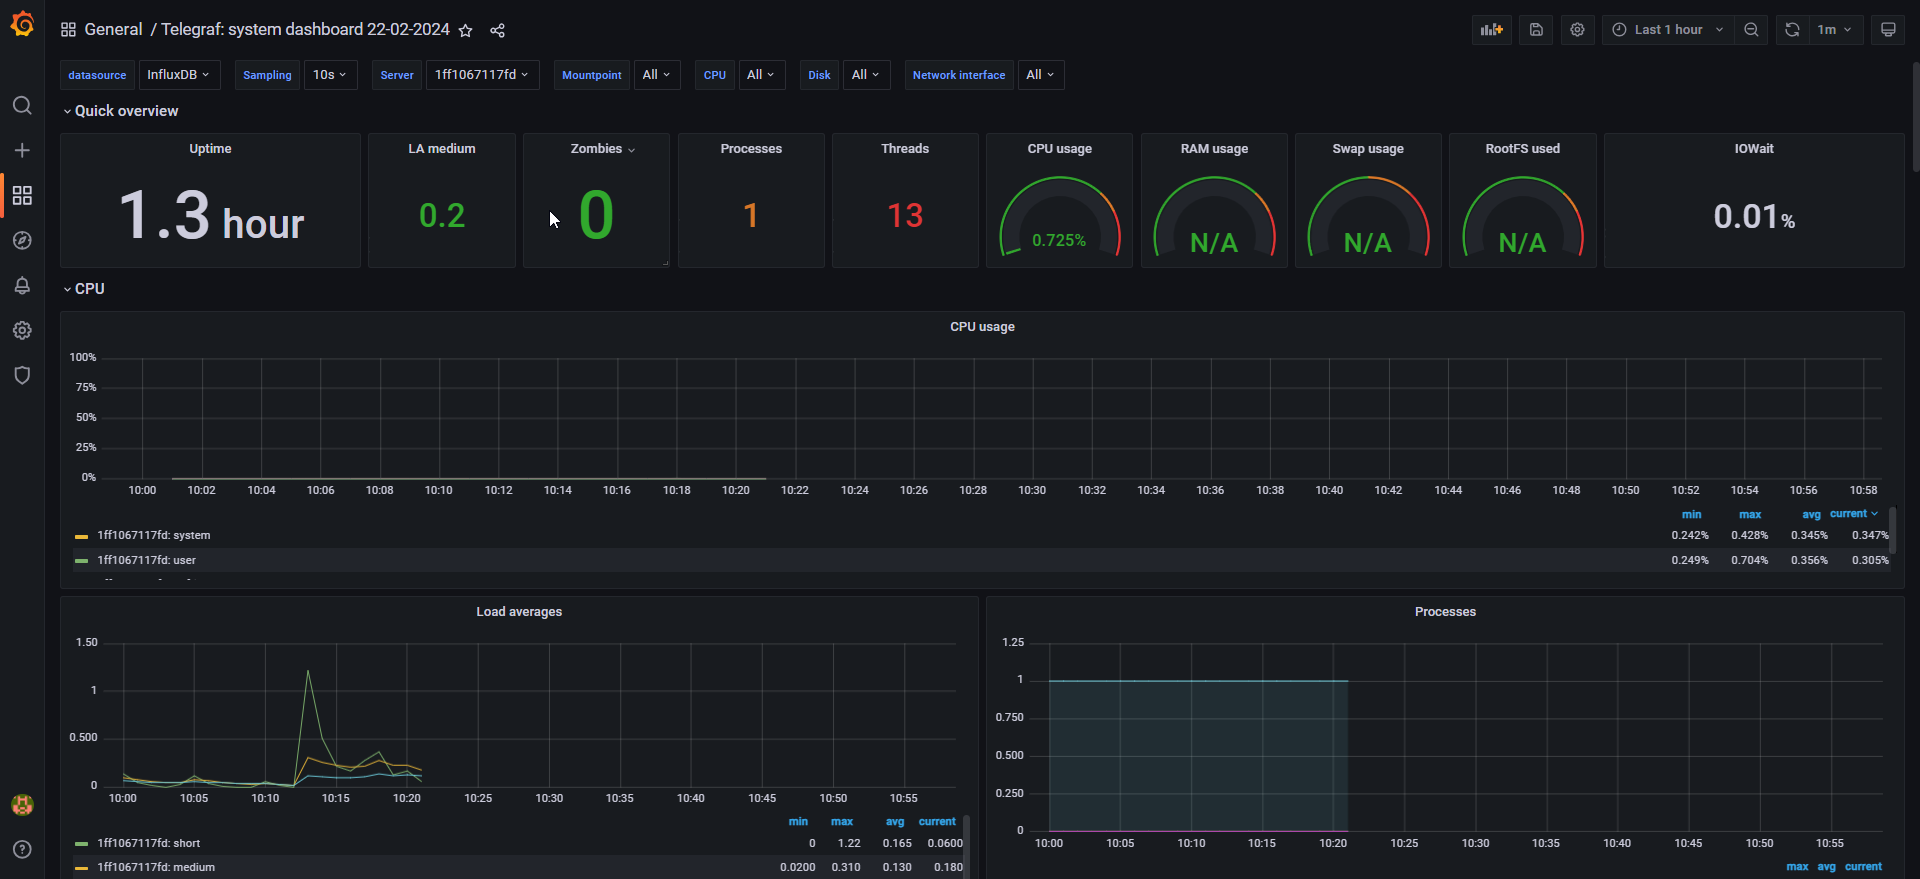 General / Telegraf: system dashboard 22-02-2024
Last 1 hour
1m
datasource InfluxDB Sampling 10s Server 1ff1067117fd Mountpoint All CPU All Disk All Network interface All
Quick overview
Uptime LA medium Zombies Processes Threads CPU usage RAM usage Swap usage RootFS used IOWait
1.3 hour 0.2 0 1 13 0.725% N/A N/A N/A 0.01%
CPU
CPU usage
100%
75%
50%
25%
0%
10:00 10:02 10:04 10:06 10:08 10:10 10:12 10:14 10:16 10:18 10:20 10:22 10:24 10:26 10:28 10:30 10:32 10:34 10:36 10:38 10:40 10:42 10:44 10:46 10:48 10:50 10:52 10:54 10:56 10:58
min max avg current
1ff1067117fd: system 0.242% 0.428% 0.345% 0.347%
1ff1067117fd: user 0.249% 0.704% 0.356% 0.305%
Load averages
1.50
1
0.500
0
10:00 10:05 10:10 10:15 10:20 10:25 10:30 10:35 10:40 10:45 10:50 10:55
min max avg current
1ff1067117fd: short 0 1.22 0.165 0.0600
1ff1067117fd: medium 0.0200 0.310 0.130 0.180
Processes
1.25
1
0.750
0.500
0.250
0
10:00 10:05 10:10 10:15 10:20 10:25 10:30 10:35 10:40 10:45 10:50 10:55
max avg current